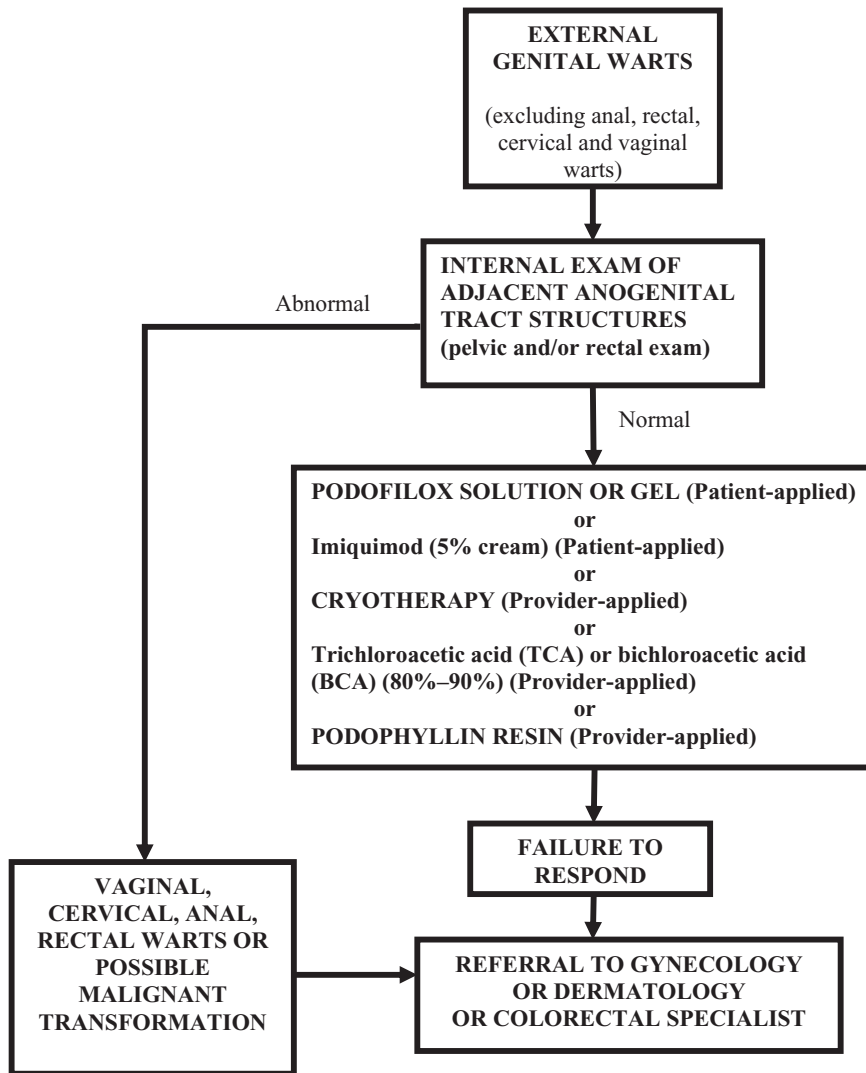 EXTERNAL
GENITAL WARTS
(excluding anal, rectal,
cervical and vaginal
warts)
INTERNAL EXAM OF
ADJACENT ANOGENITAL
TRACT STRUCTURES
(pelvic and/or rectal exam)
Abnormal
Normal
PODOFILOX SOLUTION OR GEL (Patient-applied)
or
Imiquimod (5% cream) (Patient-applied)
or
CRYOTHERAPY (Provider-applied)
or
Trichloroacetic acid (TCA) or bichloroacetic acid
(BCA) (80%–90%) (Provider-applied)
or
PODOPHYLLIN RESIN (Provider-applied)
FAILURE TO
RESPOND
VAGINAL,
CERVICAL, ANAL,
RECTAL WARTS OR
POSSIBLE
MALIGNANT
TRANSFORMATION
REFERRAL TO GYNECOLOGY
OR DERMATOLOGY
OR COLORECTAL SPECIALIST